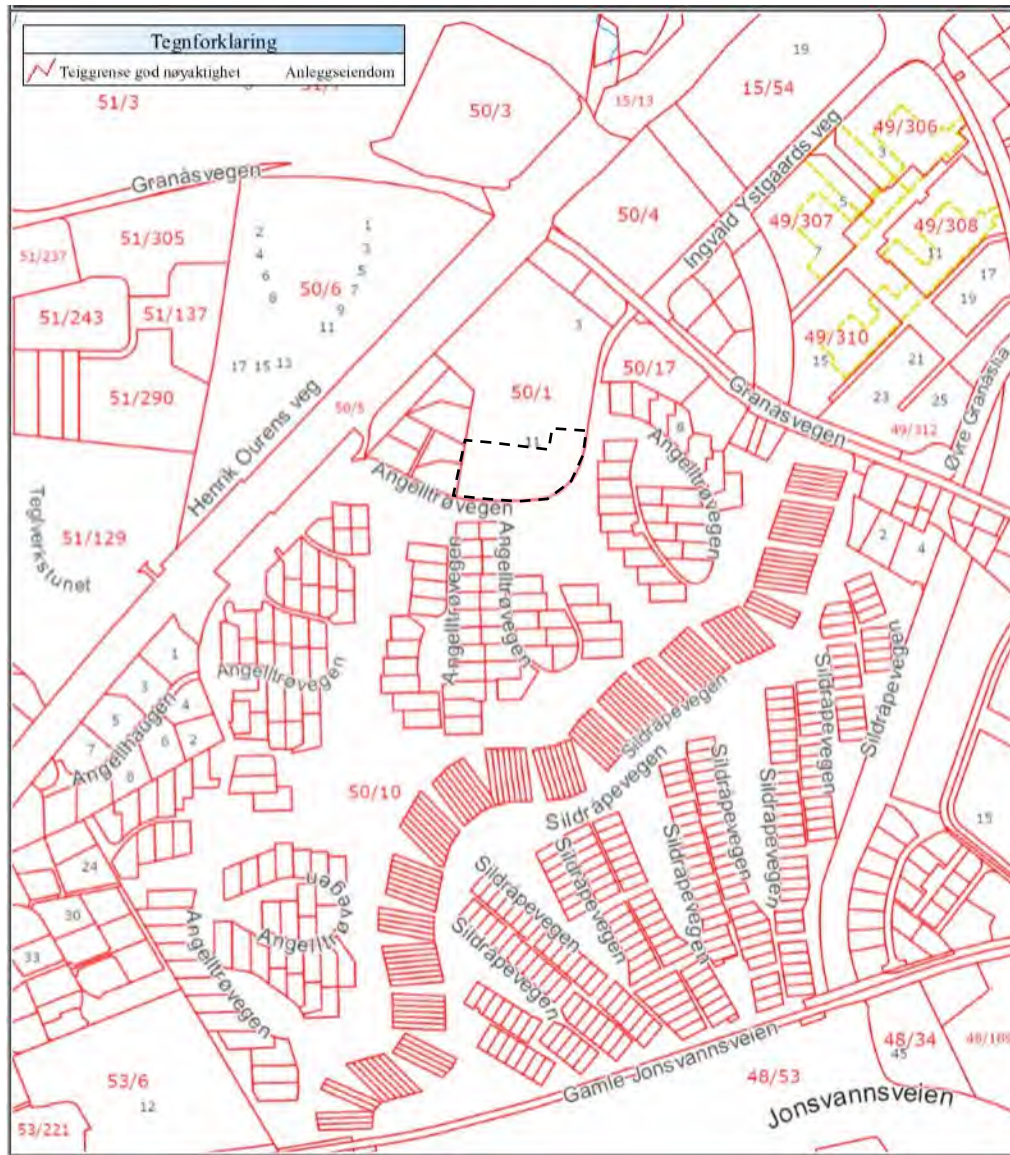 Tegnforklaring
Teiggrense god nøyaktighet Anleggseiendom
51/3
50/3
15/13
15/54
19
49/306
3
Granåsvegen
50/4
Ingvald Ystgaards veg
5
49/307
7
49/308
11
51/237
51/305
2
1
4
3
6
5
50/6
8
7
9
11
17
19
51/243
51/137
3
49/310
15
21
17 15 13
50/17
51/290
50/5
50/1
23
25
Henrik Ourens veg
8
Granåsvegen
49/312
Øvre Granåslia
11
Angelltrøvegen
Angelltrøvegen
51/129
Teglverkstunet
2
4
Angelltrøvegen
Angelltrøvegen
Angelltrøvegen
1
3
4
5
6
2
7
8
Angellhaugen
Sildråpevegen
Sildråpevegen
Sildråpevegen
50/10
Sildråpevegen
Sildråpevegen
Sildråpevegen
Sildråpevegen
Sildråpevegen
Sildråpevegen
15
24
30
33
Angelltrøvegen
Angelltrøvegen
Angelltrøvegen
Sildråpevegen
Sildråpevegen
53/6
12
53/221
Gamle Jonsvannsveien
48/53
48/34
45
48/189
Jonsvannsveien